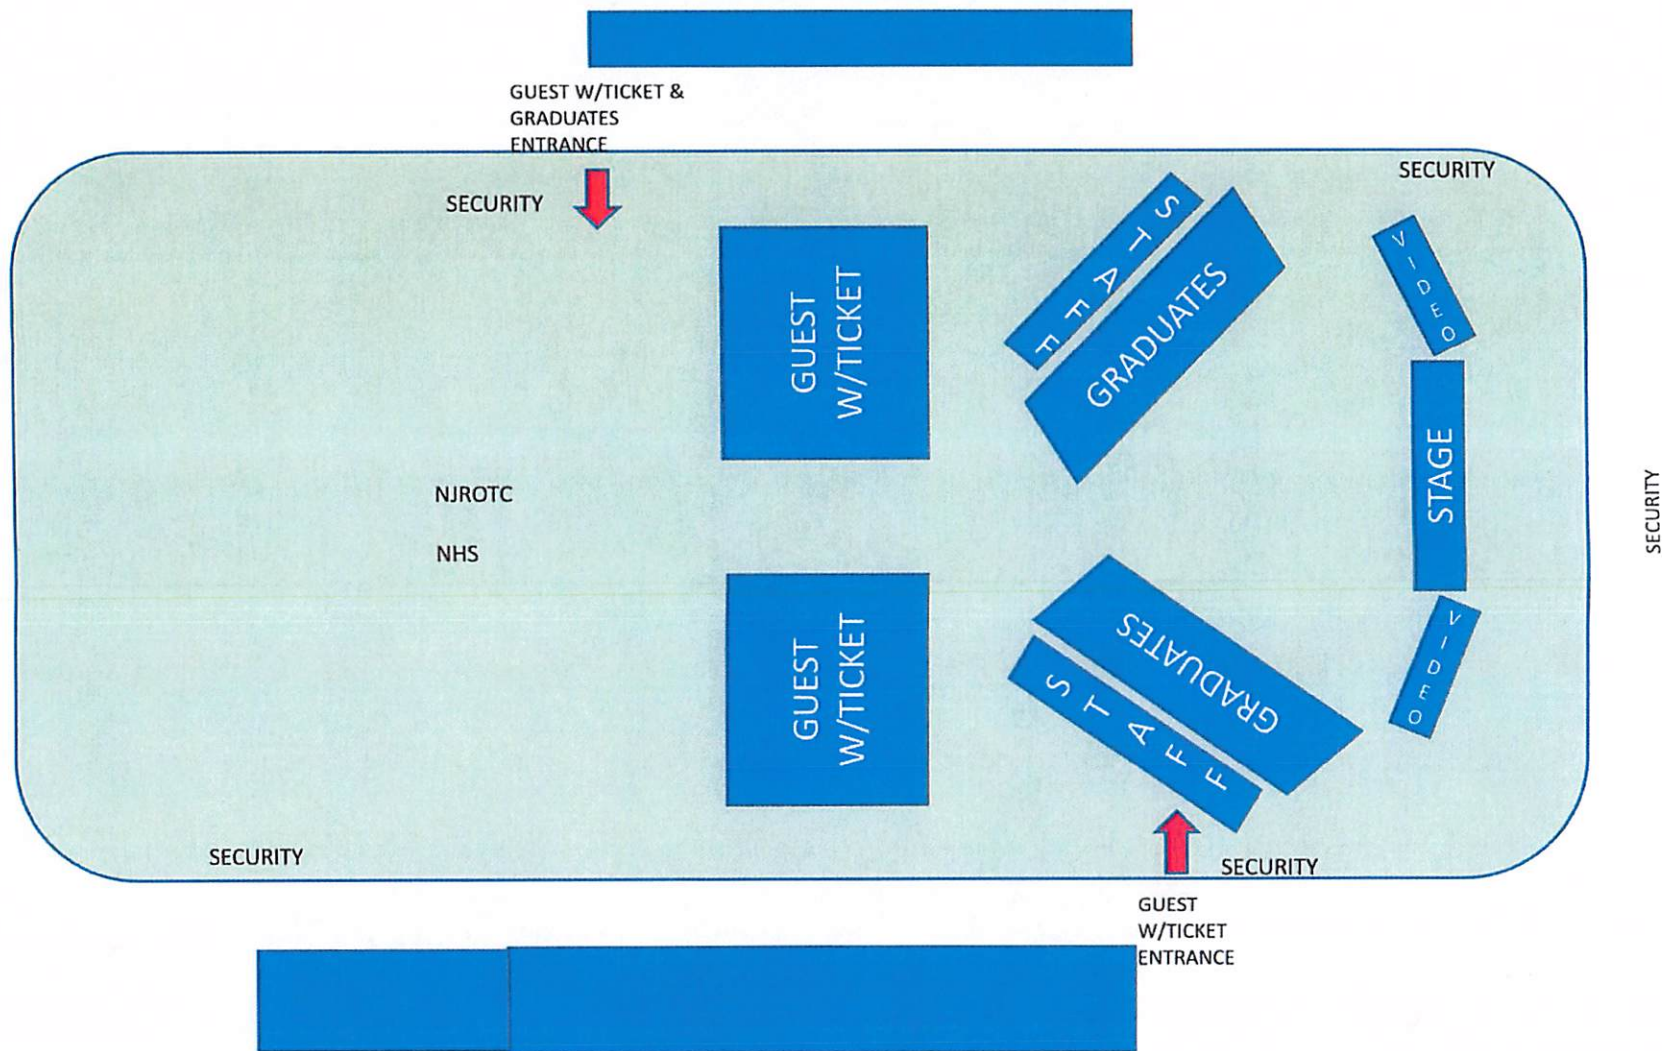 GUEST W/TICKET &
GRADUATES
ENTRANCE
SECURITY
SECURITY
STAFF
GRADUATES
VIDEO
GUEST
W/TICKET
STAGE
NJROTC
NHS
SECURITY
GUEST
W/TICKET
GRADUATES
STAFF
VIDEO
SECURITY
SECURITY
GUEST
W/TICKET
ENTRANCE